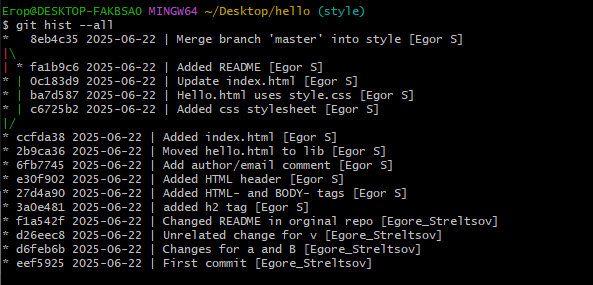 Егор@DESKTOP-FAKBSAO MINGW64 ~/Desktop/hello (style)
$ git hist --all
*   8eb4c35 2025-06-22 | Merge branch 'master' into style [Egor S]
|\
| * fa1b9c6 2025-06-22 | Added README [Egor S]
* | 0c183d9 2025-06-22 | Update index.html [Egor S]
* | ba7d587 2025-06-22 | Hello.html uses style.css [Egor S]
* | c6725b2 2025-06-22 | Added css stylesheet [Egor S]
|/
* ccfda38 2025-06-22 | Added index.html [Egor S]
* 2b9ca36 2025-06-22 | Moved hello.html to lib [Egor S]
* 6fb7745 2025-06-22 | Add author/email comment [Egor S]
* e30f902 2025-06-22 | Added HTML header [Egor S]
* 27d4a90 2025-06-22 | Added HTML- and BODY- tags [Egor S]
* 3a0e481 2025-06-22 | added h2 tag [Egor S]
* f1a542f 2025-06-22 | Changed README in orginal repo [Egore_Streltsov]
* d26eec8 2025-06-22 | Unrelated change for v [Egore_Streltsov]
* d6feb6b 2025-06-22 | Changes for a and B [Egore_Streltsov]
* eef5925 2025-06-22 | First commit [Egore_Streltsov]